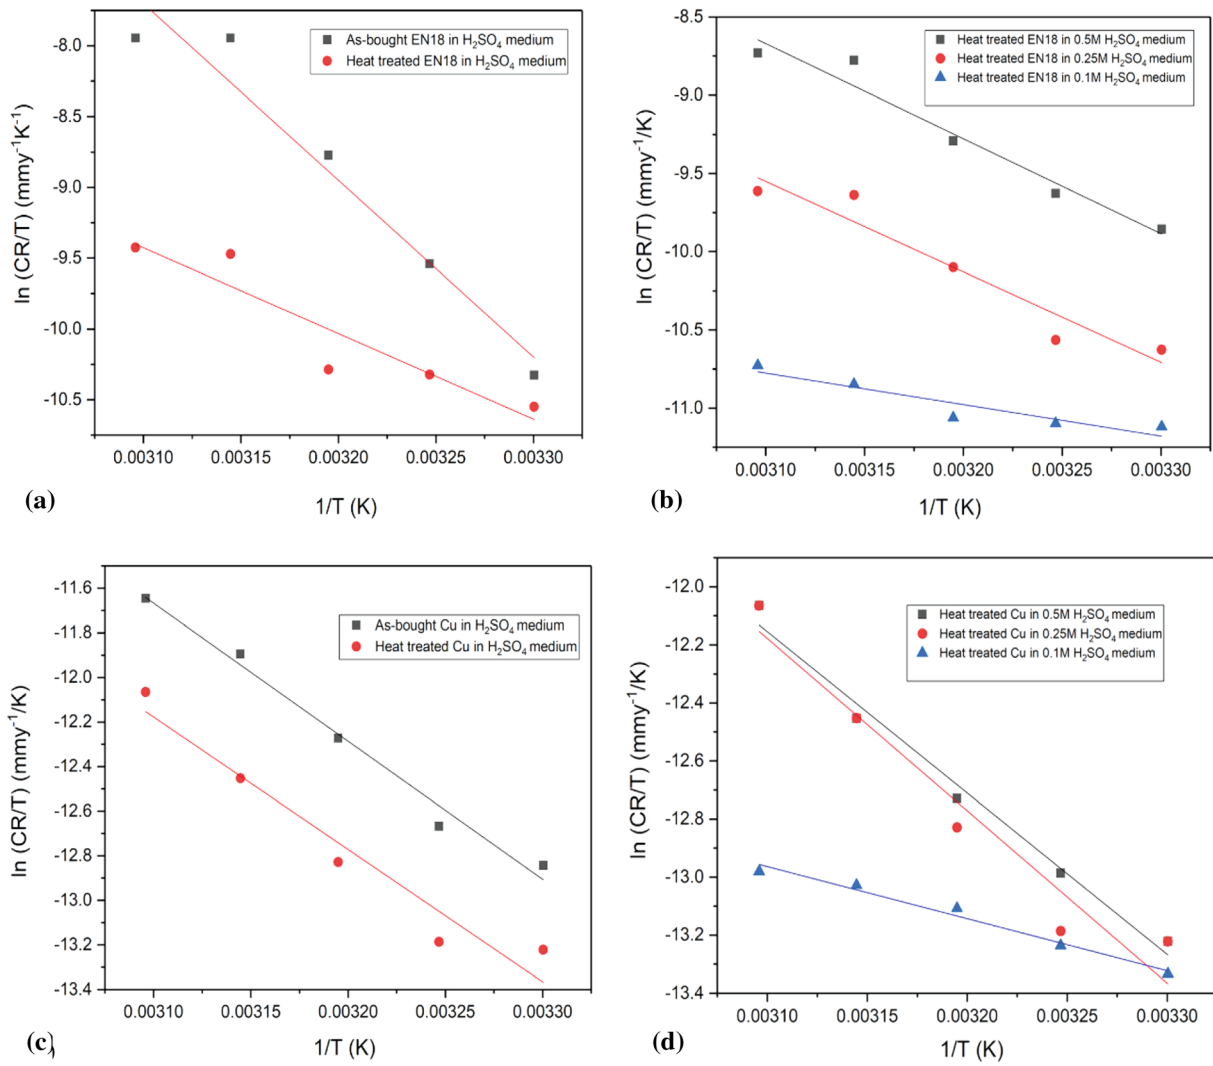 As-bought EN18 in H₂SO₄ medium
Heat treated EN18 in H₂SO₄ medium
-8.0
-8.5
-9.0
-9.5
-10.0
-10.5
ln (CR/T) (mmy⁻¹K⁻¹)
0.00310 0.00315 0.00320 0.00325 0.00330
1/T (K)
(a)
Heat treated EN18 in 0.5M H₂SO₄ medium
Heat treated EN18 in 0.25M H₂SO₄ medium
Heat treated EN18 in 0.1M H₂SO₄ medium
-8.5
-9.0
-9.5
-10.0
-10.5
-11.0
ln (CR/T) (mmy⁻¹/K)
0.00310 0.00315 0.00320 0.00325 0.00330
1/T (K)
(b)
As-bought Cu in H₂SO₄ medium
Heat treated Cu in H₂SO₄ medium
-11.6
-11.8
-12.0
-12.2
-12.4
-12.6
-12.8
-13.0
-13.2
-13.4
ln (CR/T) (mmy⁻¹/K)
0.00310 0.00315 0.00320 0.00325 0.00330
1/T (K)
(c)
Heat treated Cu in 0.5M H₂SO₄ medium
Heat treated Cu in 0.25M H₂SO₄ medium
Heat treated Cu in 0.1M H₂SO₄ medium
-12.0
-12.2
-12.4
-12.6
-12.8
-13.0
-13.2
-13.4
ln (CR/T) (mmy⁻¹/K)
0.00310 0.00315 0.00320 0.00325 0.00330
1/T (K)
(d)